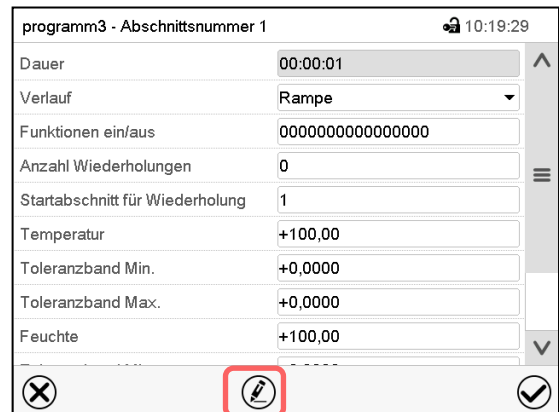 programm3 - Abschnittsnummer 1 10:19:29
Dauer 00:00:01
Verlauf Rampe
Funktionen ein/aus 0000000000000000
Anzahl Wiederholungen 0
Startabschnitt für Wiederholung 1
Temperatur +100,00
Toleranzband Min. +0,0000
Toleranzband Max. +0,0000
Feuchte +100,00